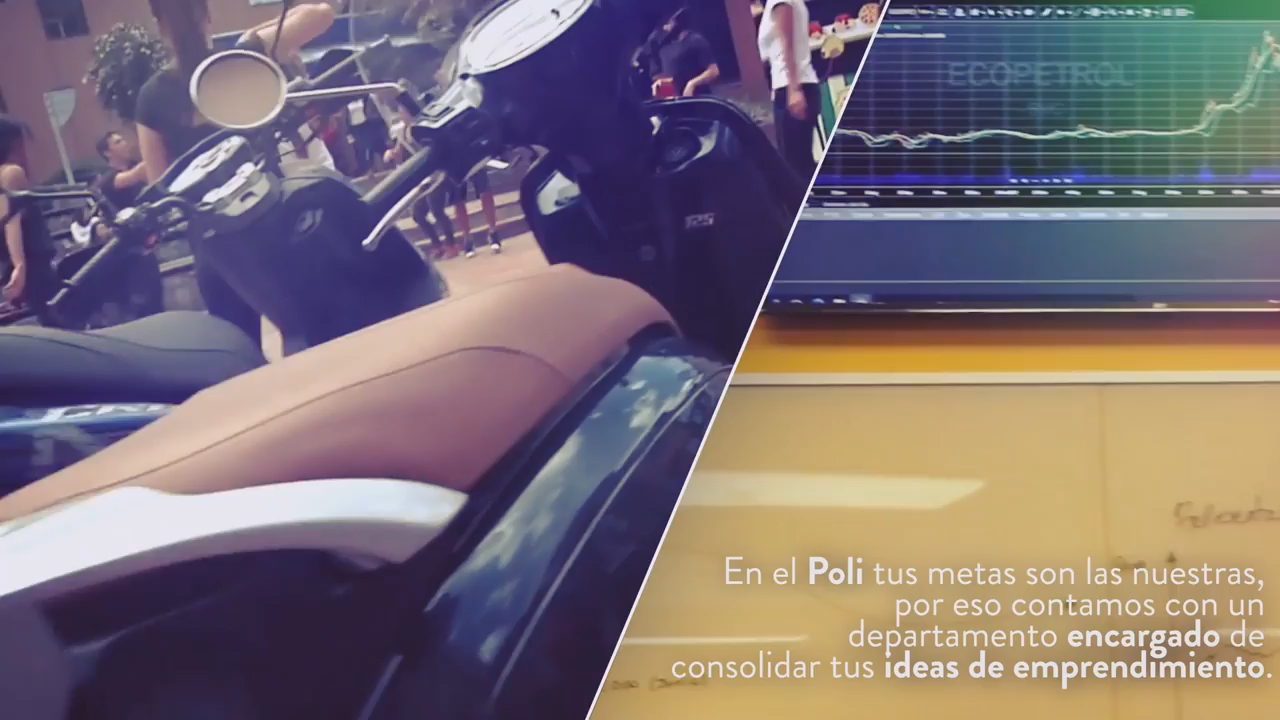 ECOPETROL
125
En el Poli tus metas son las nuestras,
por eso contamos con un
departamento encargado de
consolidar tus ideas de emprendimiento.